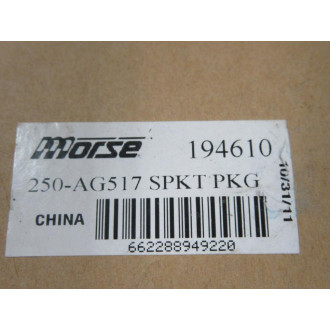 morse 194610
250-AG517 SPKT PKG
CHINA
662288949220
10/31/11